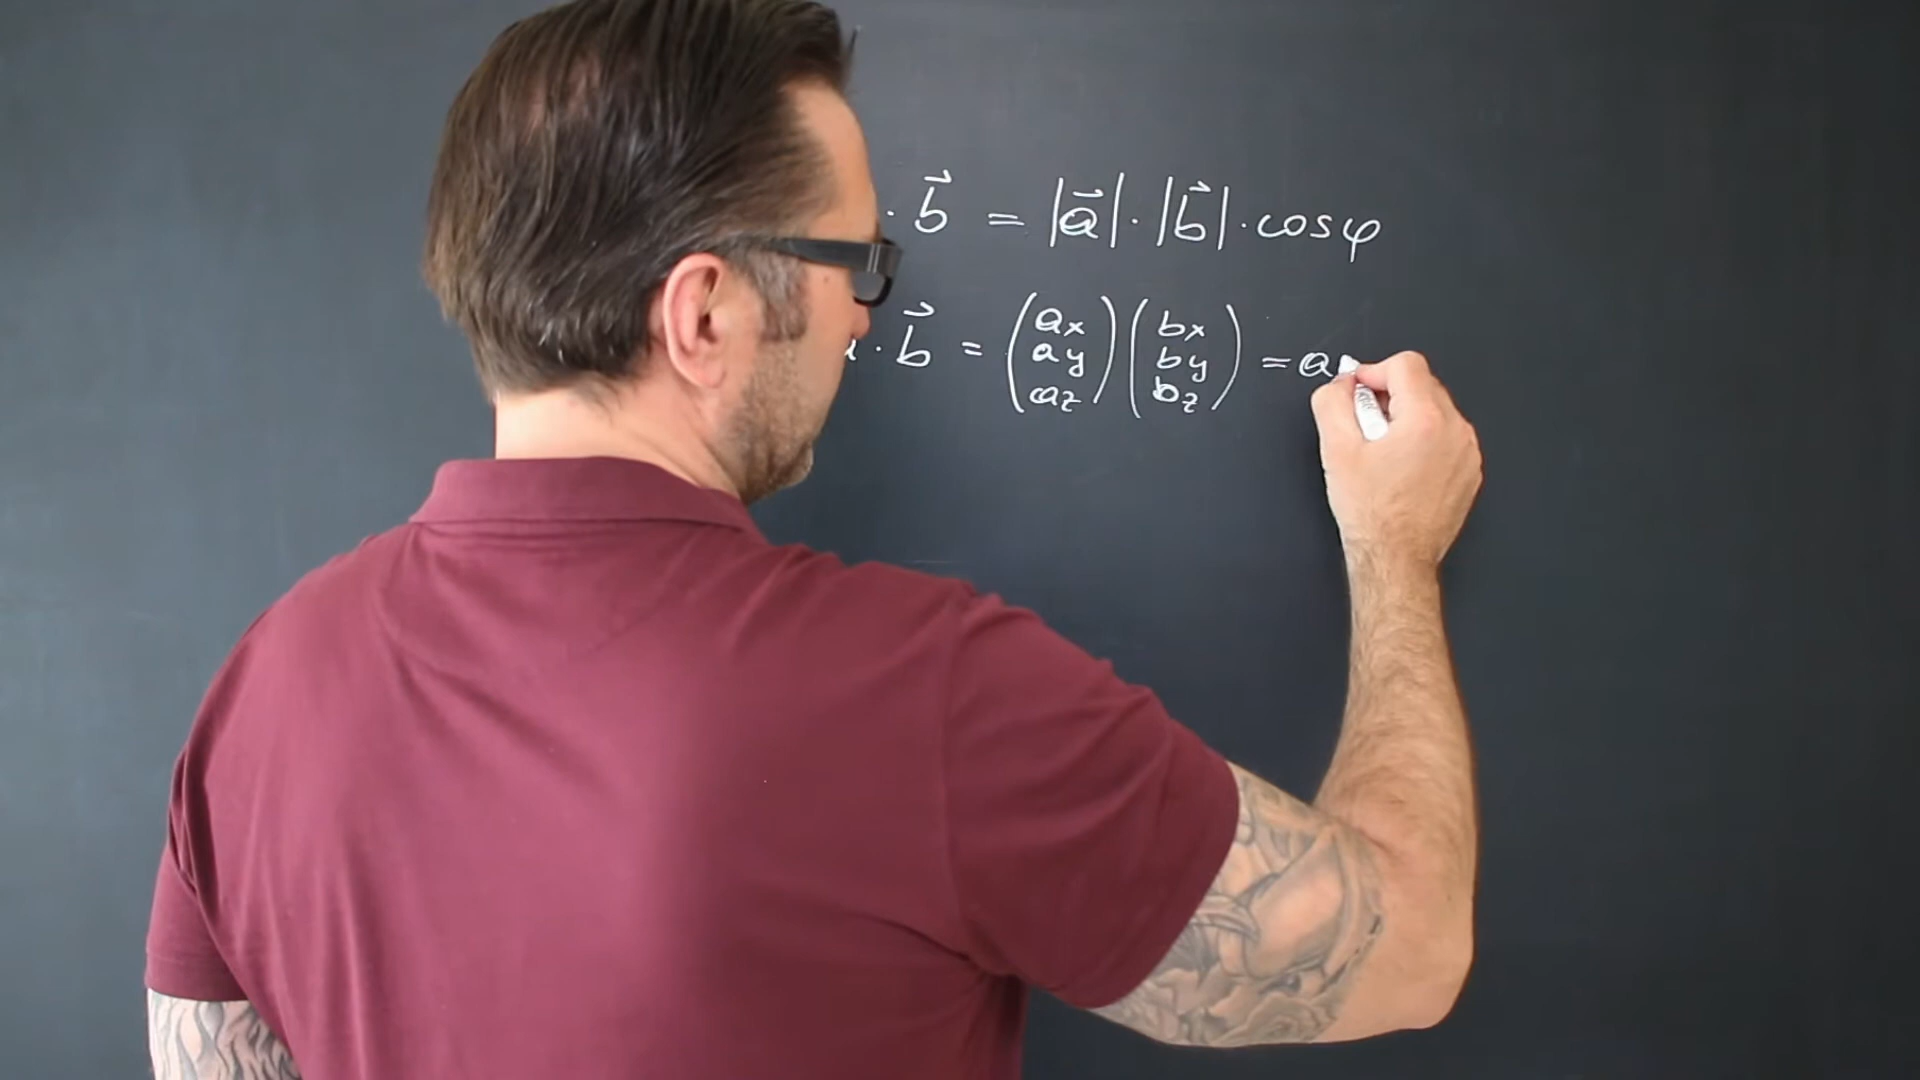 · b⃗ = |a⃗| · |b⃗| · cos φ
a · b⃗ = (ax ay az) (bx by bz) = a